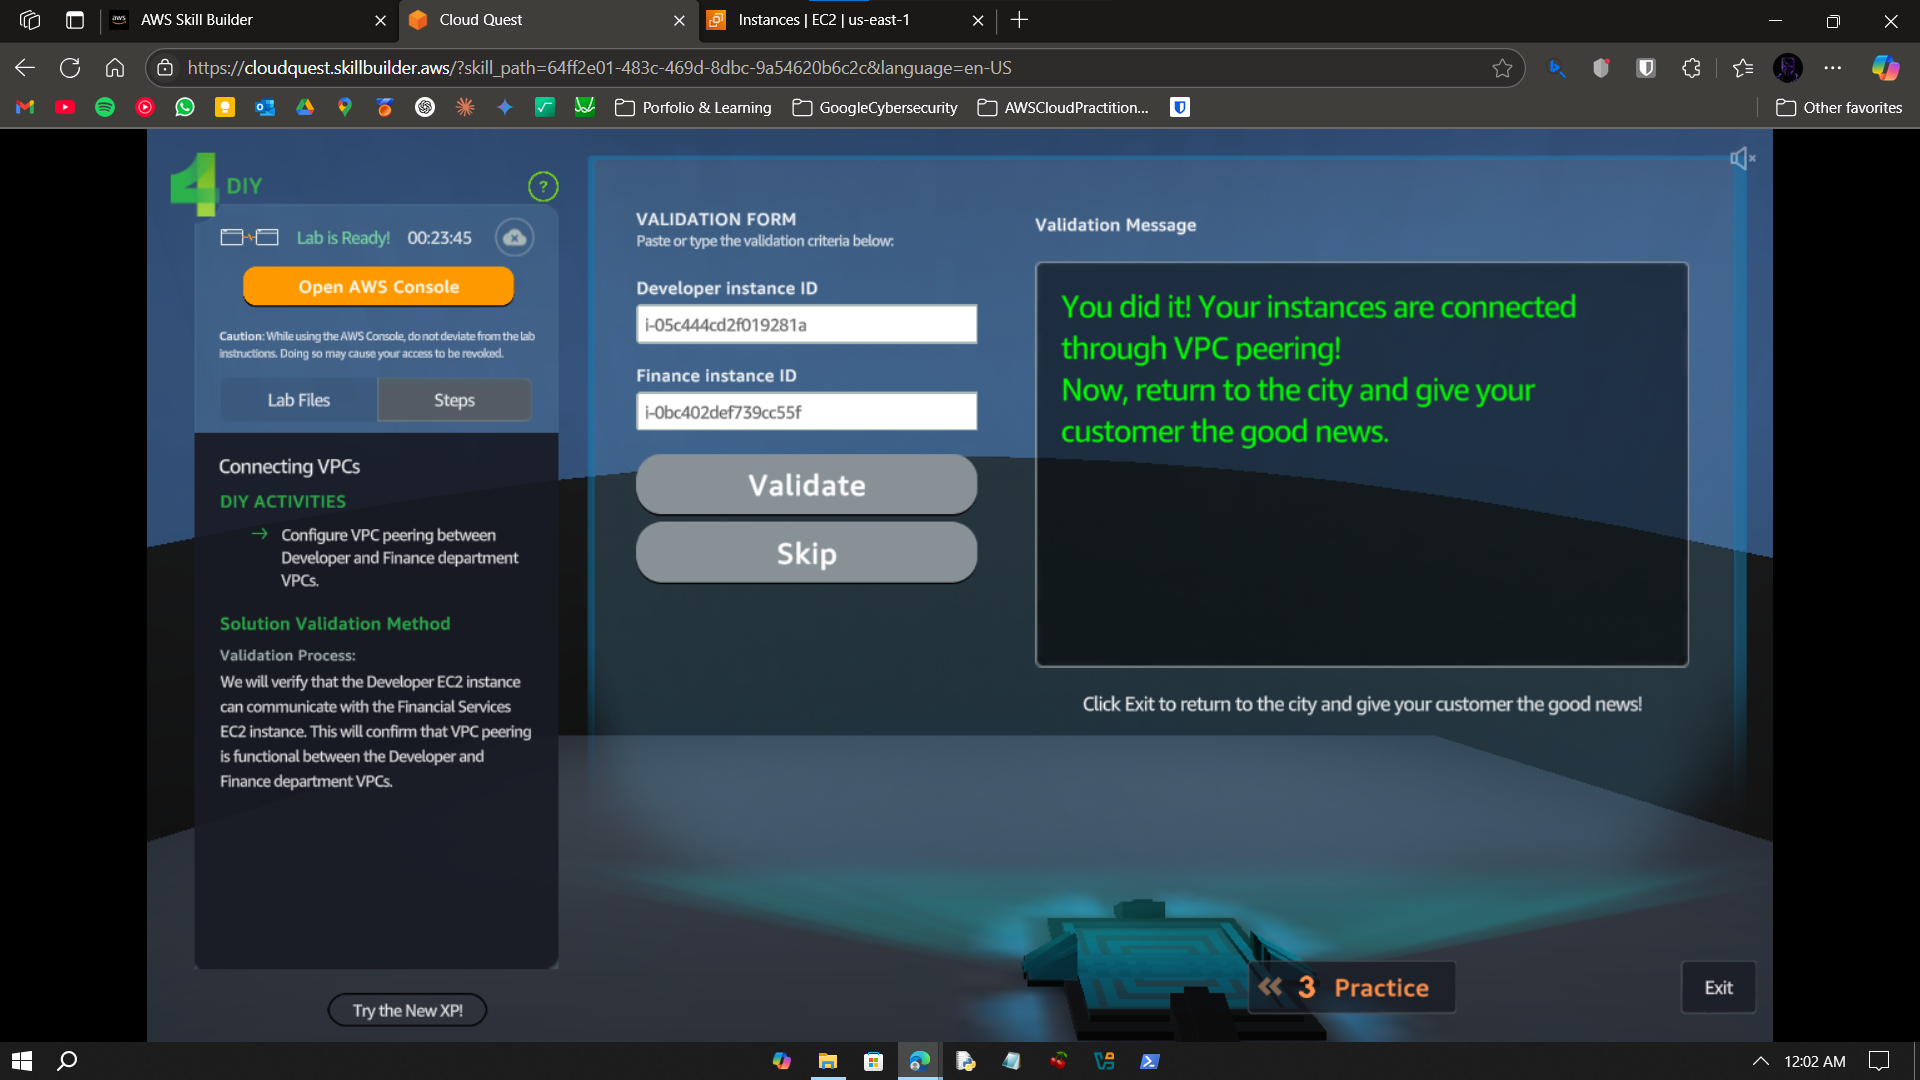 AWS Skill Builder
Cloud Quest
Instances | EC2 | us-east-1
https://cloudquest.skillbuilder.aws/?skill_path=64ff2e01-483c-469d-8dbc-9a54620b6c2c&language=en-US
Porfolio & Learning
GoogleCybersecurity
AWSCloudPractition...
Other favorites
4 DIY
?
Lab is Ready! 00:23:45
Open AWS Console
Caution: While using the AWS Console, do not deviate from the lab
instructions. Doing so may cause your access to be revoked.
Lab Files
Steps
Connecting VPCs
DIY ACTIVITIES
→ Configure VPC peering between
Developer and Finance department
VPCs.
Solution Validation Method
Validation Process:
We will verify that the Developer EC2 instance
can communicate with the Financial Services
EC2 instance. This will confirm that VPC peering
is functional between the Developer and
Finance department VPCs.
Try the New XP!
VALIDATION FORM
Paste or type the validation criteria below:
Developer instance ID
i-05c444cd2f019281a
Finance instance ID
i-0bc402def739cc55f
Validate
Skip
Validation Message
You did it! Your instances are connected
through VPC peering!
Now, return to the city and give your
customer the good news.
Click Exit to return to the city and give your customer the good news!
3 Practice
Exit
12:02 AM